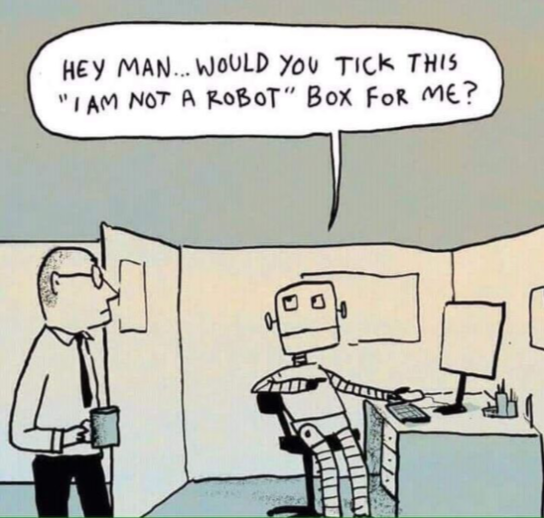 HEY MAN... WOULD YOU TICK THIS
"I AM NOT A ROBOT" BOX FOR ME?